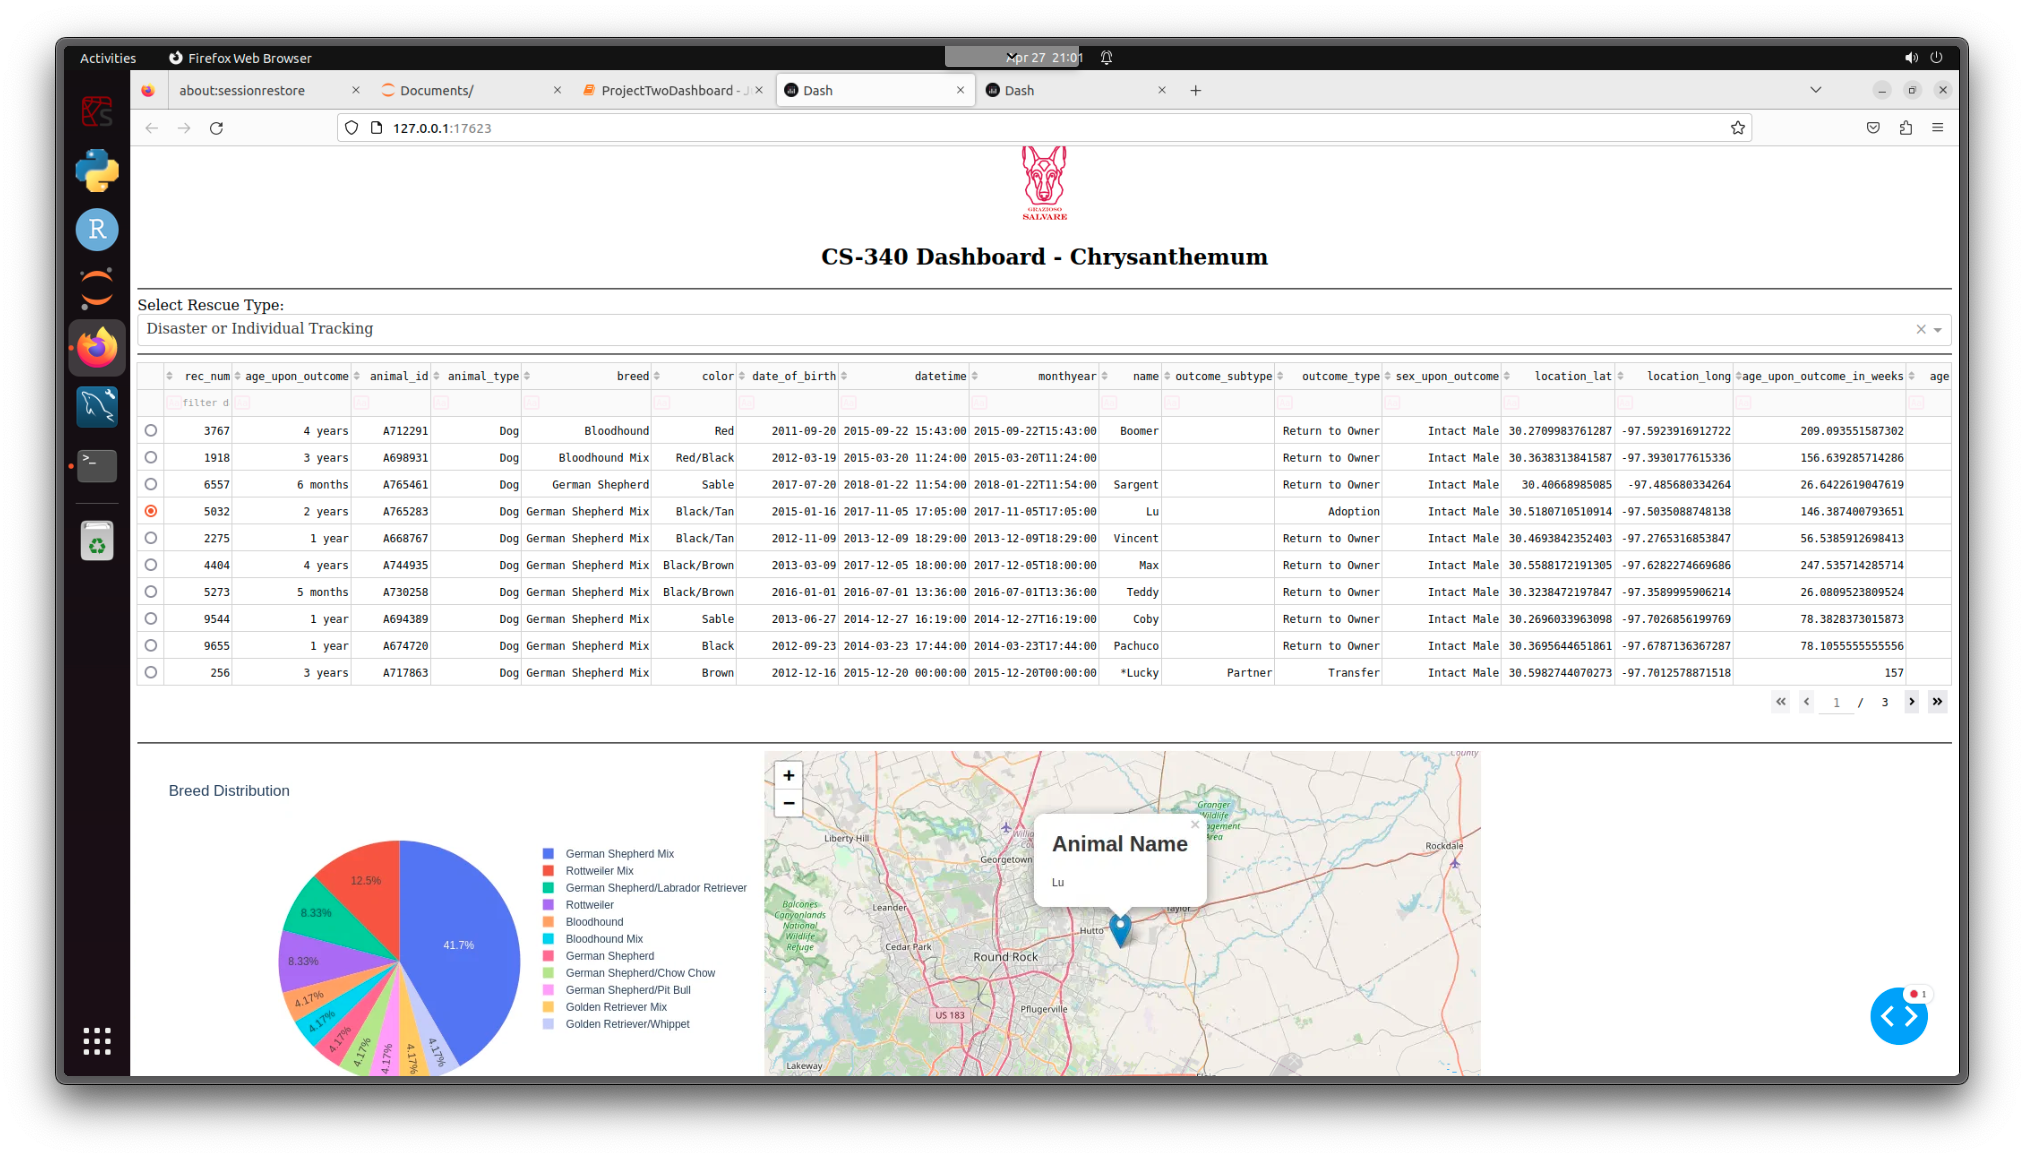 Activities Firefox Web Browser Apr 27 21:01
about:sessionrestore Documents/ ProjectTwoDashboard - Dash Dash
127.0.0.1:17623
GRAZIOSO
SALVARE
CS-340 Dashboard - Chrysanthemum
Select Rescue Type:
Disaster or Individual Tracking
rec_num age_upon_outcome animal_id animal_type breed color date_of_birth datetime monthyear name outcome_subtype outcome_type sex_upon_outcome location_lat location_long age_upon_outcome_in_weeks age
filter d
3767 4 years A712291 Dog Bloodhound Red 2011-09-20 2015-09-22 15:43:00 2015-09-22T15:43:00 Boomer Return to Owner Intact Male 30.2709983761287 -97.5923916912722 209.093551587302
1918 3 years A698931 Dog Bloodhound Mix Red/Black 2012-03-19 2015-03-20 11:24:00 2015-03-20T11:24:00 Return to Owner Intact Male 30.3638313841587 -97.3930177615336 156.639285714286
6557 6 months A765461 Dog German Shepherd Sable 2017-07-20 2018-01-22 11:54:00 2018-01-22T11:54:00 Sargent Return to Owner Intact Male 30.40668985085 -97.485680334264 26.6422619047619
5032 2 years A765283 Dog German Shepherd Mix Black/Tan 2015-01-16 2017-11-05 17:05:00 2017-11-05T17:05:00 Lu Adoption Intact Male 30.5180710510914 -97.5035088748138 146.387400793651
2275 1 year A668767 Dog German Shepherd Mix Black/Tan 2012-11-09 2013-12-09 18:29:00 2013-12-09T18:29:00 Vincent Return to Owner Intact Male 30.4693842352403 -97.2765316853847 56.5385912698413
4404 4 years A744935 Dog German Shepherd Mix Black/Brown 2013-03-09 2017-12-05 18:00:00 2017-12-05T18:00:00 Max Return to Owner Intact Male 30.5588172191305 -97.6282274669686 247.535714285714
5273 5 months A730258 Dog German Shepherd Mix Black/Brown 2016-01-01 2016-07-01 13:36:00 2016-07-01T13:36:00 Teddy Return to Owner Intact Male 30.3238472197847 -97.3589995906214 26.0809523809524
9544 1 year A694389 Dog German Shepherd Mix Sable 2013-06-27 2014-12-27 16:19:00 2014-12-27T16:19:00 Coby Return to Owner Intact Male 30.2696033963098 -97.7026856199769 78.3828373015873
9655 1 year A674720 Dog German Shepherd Mix Black 2012-09-23 2014-03-23 17:44:00 2014-03-23T17:44:00 Pachuco Return to Owner Intact Male 30.3695644651861 -97.6787136367287 78.1055555555556
256 3 years A717863 Dog German Shepherd Mix Brown 2012-12-16 2015-12-20 00:00:00 2015-12-20T00:00:00 *Lucky Partner Transfer Intact Male 30.5982744070273 -97.7012578871518 157
« ‹ 1 / 3 › »
Breed Distribution
41.7%
12.5%
8.33%
8.33%
4.17%
4.17%
4.17%
4.17%
4.17%
4.17%
4.17%
German Shepherd Mix
Rottweiler Mix
German Shepherd/Labrador Retriever
Rottweiler
Bloodhound
Bloodhound Mix
German Shepherd
German Shepherd/Chow Chow
German Shepherd/Pit Bull
Golden Retriever Mix
Golden Retriever/Whippet
+
−
County
Granger
Wildlife
Liberty Hill
Georgetown
Rockdale
Animal Name
Lu
Leander
Taylor
Balcones
Canyonlands
National
Wildlife
Refuge
Hutto
Cedar Park
Round Rock
US 183
Pflugerville
Lakeway
1